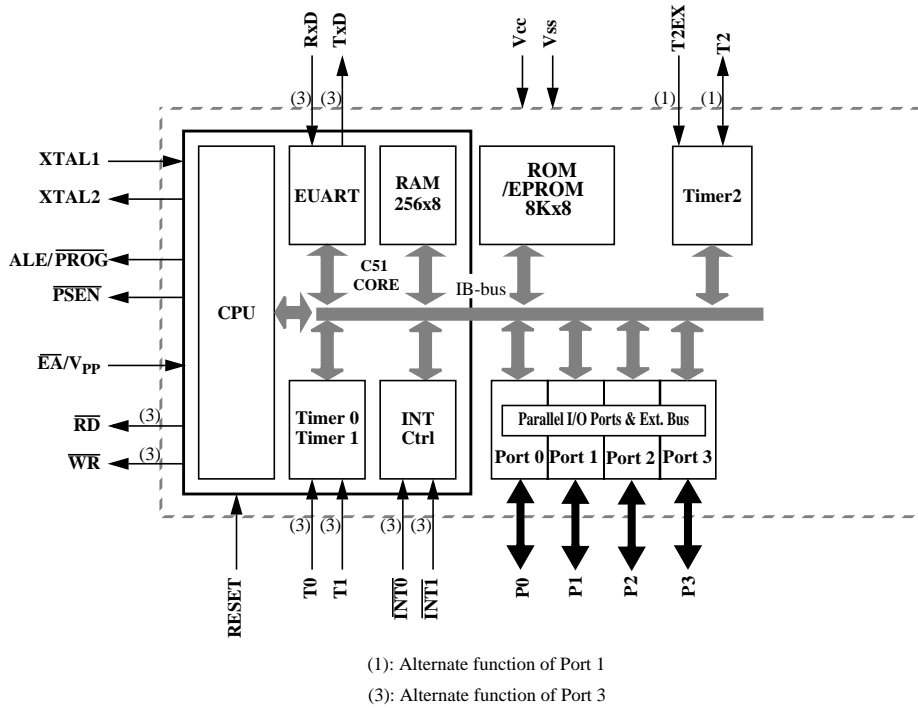 RxD
TxD
Vcc
Vss
T2EX
T2
(3)
(3)
(1)
(1)
XTAL1
XTAL2
ALE/PROG
PSEN
EA/VPP
RD
(3)
WR
(3)
CPU
EUART
RAM
256x8
ROM
/EPROM
8Kx8
Timer2
C51
CORE
IB-bus
Timer 0
Timer 1
INT
Ctrl
Parallel I/O Ports & Ext. Bus
Port 0
Port 1
Port 2
Port 3
(3)
(3)
(3)
(3)
RESET
T0
T1
INT0
INT1
P0
P1
P2
P3
(1): Alternate function of Port 1
(3): Alternate function of Port 3